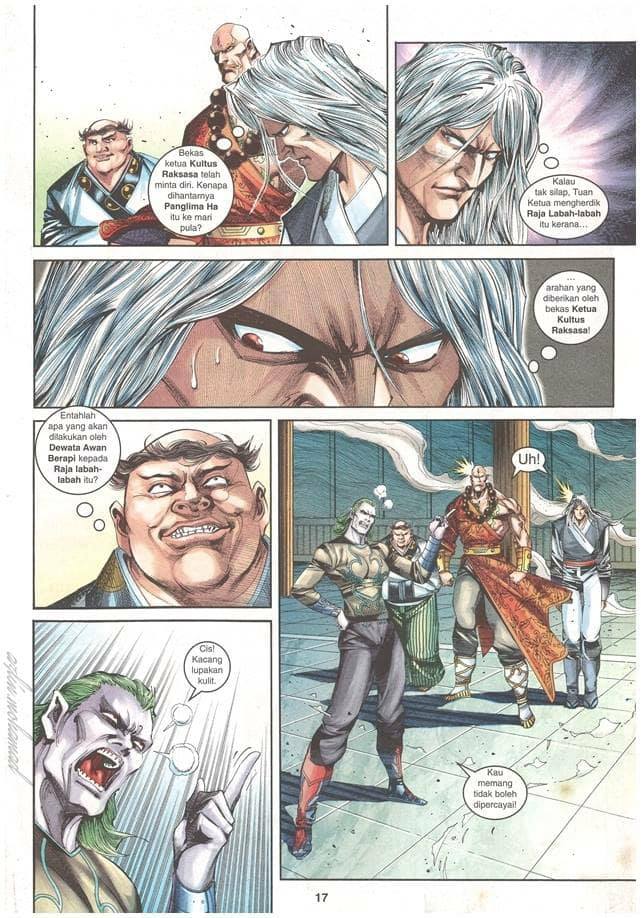 Bekas
ketua Kultus
Raksasa telah
minta diri. Kenapa
dihantarnya
Panglima Ha
itu ke mari
pula?
Kalau
tak silap, Tuan
Ketua mengherdik
Raja Labah-labah
itu kerana...
...
arahan yang
diberikan oleh
bekas Ketua
Kultus
Raksasa!
Entahlah
apa yang akan
dilakukan oleh
Dewata Awan
Berapi kepada
Raja labah-
labah itu?
Uh!
Cis!
Kacang
lupakan
kulit.
Kau
memang
tidak boleh
dipercayai!
17